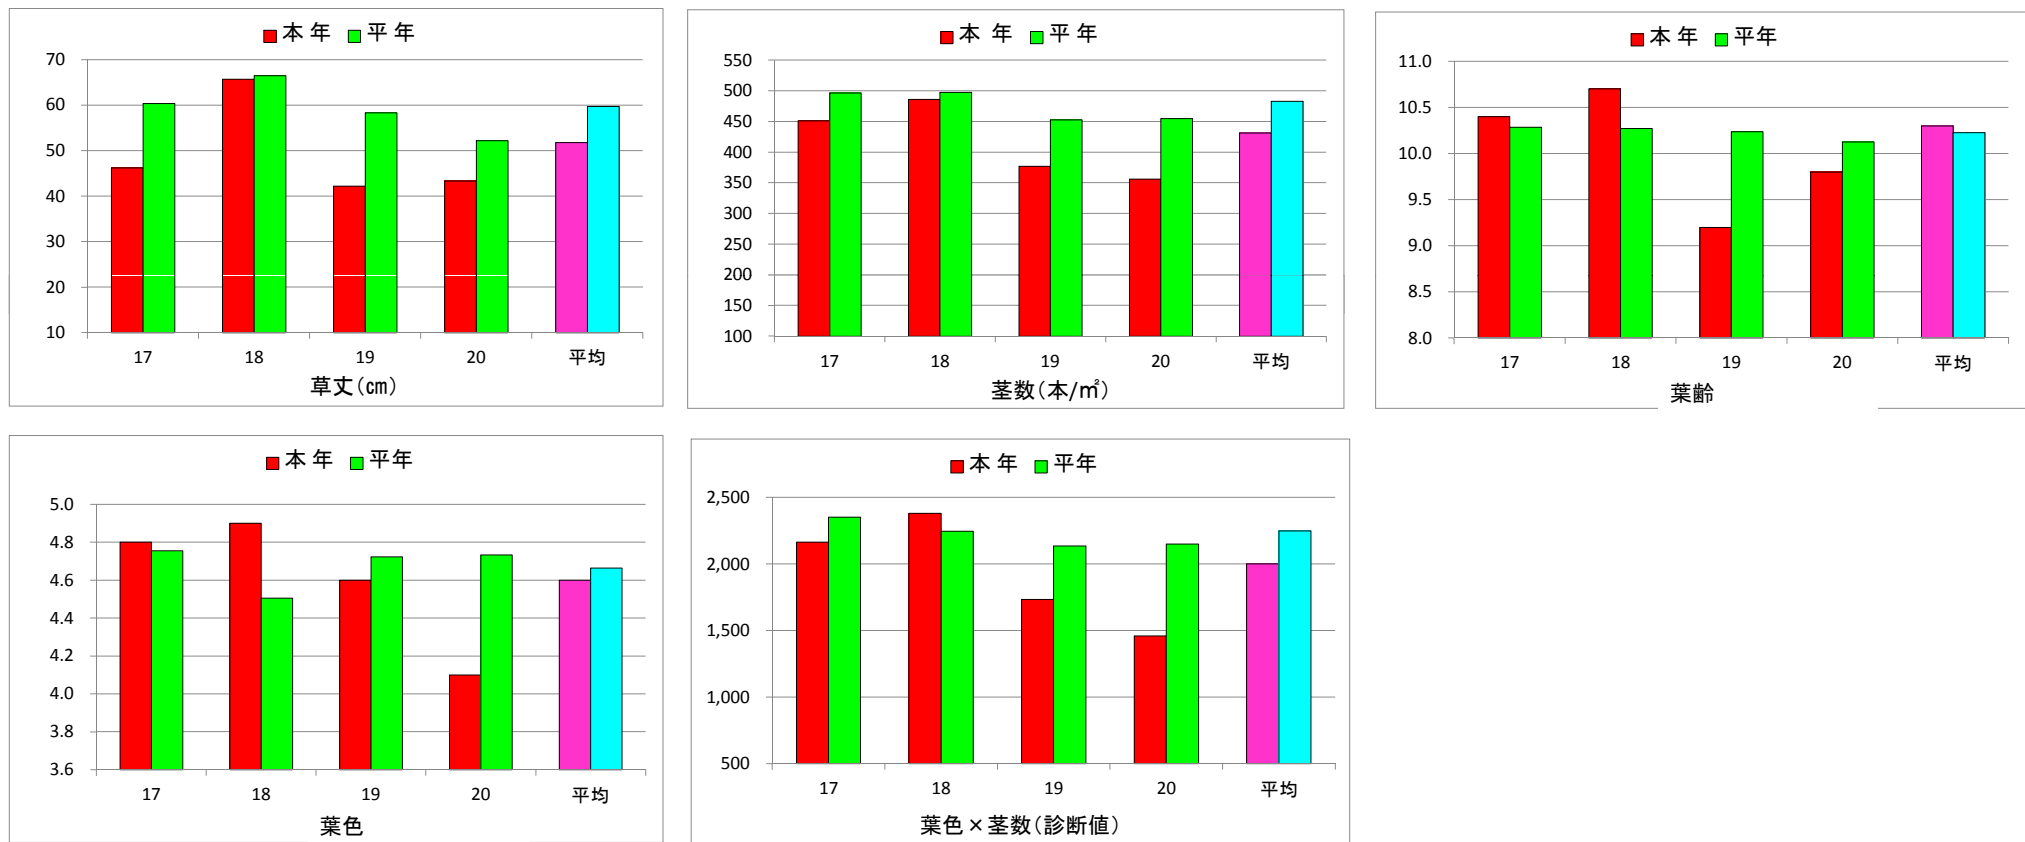 本 年 平 年
70
60
50
40
30
20
10
17 18 19 20 平均
草丈(㎝)
本 年 平 年
550
500
450
400
350
300
250
200
150
100
17 18 19 20 平均
茎数(本/㎡)
本 年 平年
11.0
10.5
10.0
9.5
9.0
8.5
8.0
17 18 19 20 平均
葉齢
本 年 平年
5.0
4.8
4.6
4.4
4.2
4.0
3.8
3.6
17 18 19 20 平均
葉色
本 年 平年
2,500
2,000
1,500
1,000
500
17 18 19 20 平均
葉色×茎数(診断値)